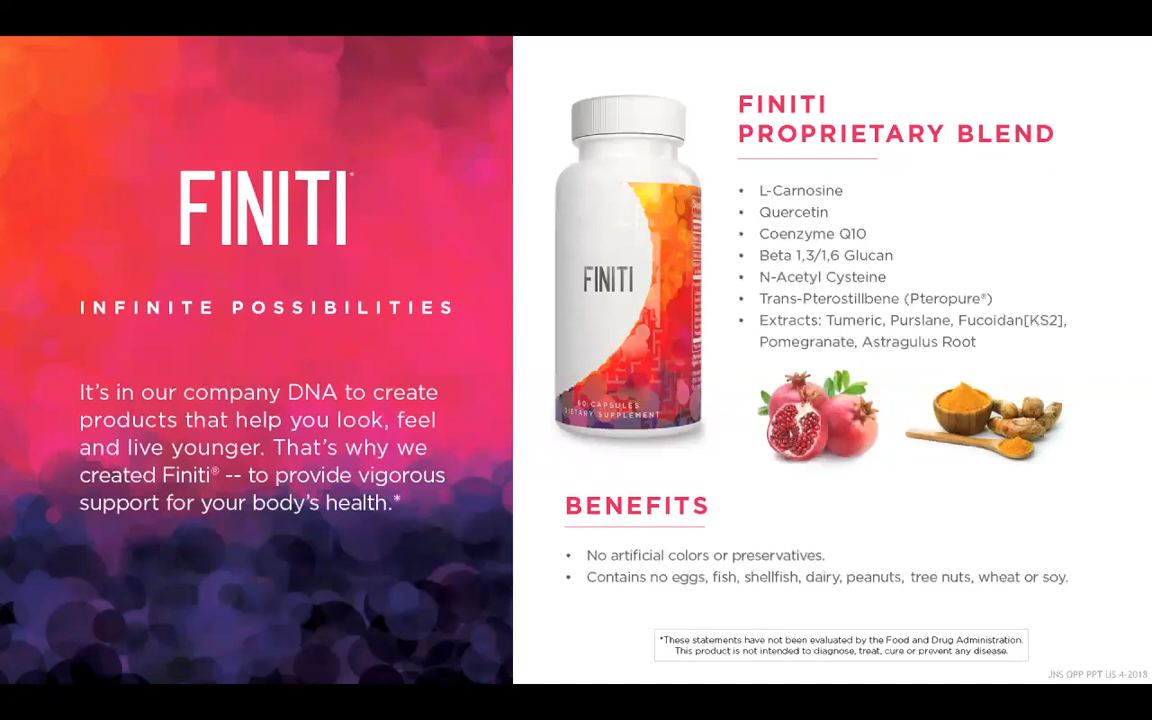 FINITI®
INFINITE POSSIBILITIES
It's in our company DNA to create
products that help you look, feel
and live younger. That's why we
created Finiti® -- to provide vigorous
support for your body's health.*
FINITI
60 CAPSULES
DIETARY SUPPLEMENT
FINITI
PROPRIETARY BLEND
• L-Carnosine
• Quercetin
• Coenzyme Q10
• Beta 1,3/1,6 Glucan
• N-Acetyl Cysteine
• Trans-Pterostillbene (Pteropure®)
• Extracts: Tumeric, Purslane, Fucoidan[KS2],
Pomegranate, Astragulus Root
BENEFITS
• No artificial colors or preservatives.
• Contains no eggs, fish, shellfish, dairy, peanuts, tree nuts, wheat or soy.
*These statements have not been evaluated by the Food and Drug Administration.
This product is not intended to diagnose, treat, cure or prevent any disease.
JNS OPP PPT US 4-2018